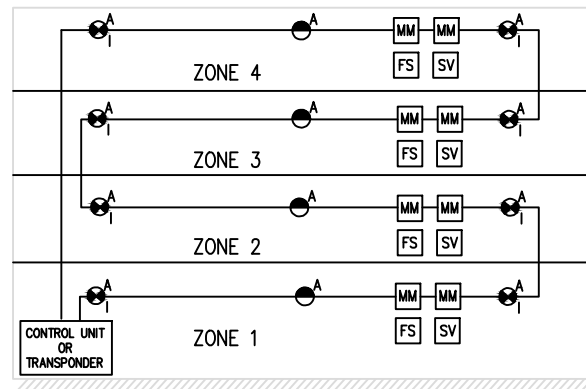 A A MM MM A
I I
ZONE 4 FS SV
A A MM MM A
I I
ZONE 3 FS SV
A A MM MM A
I I
ZONE 2 FS SV
A A MM MM A
I I
ZONE 1 FS SV
CONTROL UNIT
OR
TRANSPONDER